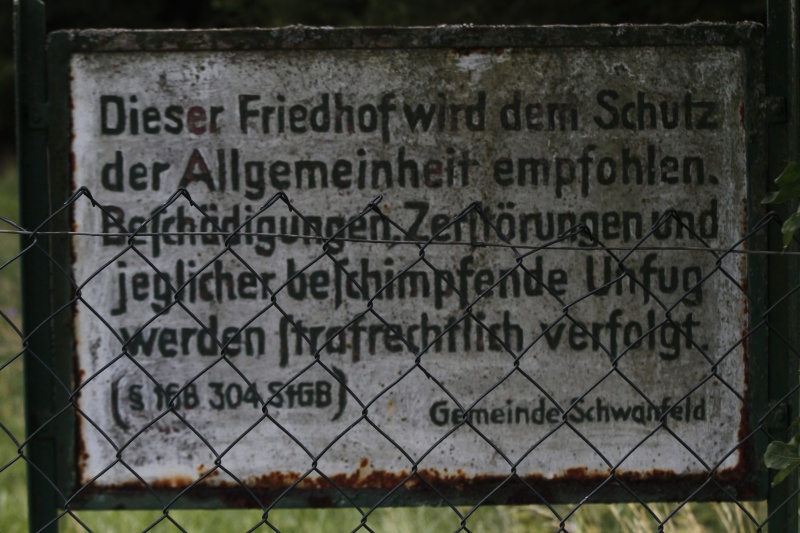 Dieser Friedhof wird dem Schutz
der Allgemeinheit empfohlen.
Beſchädigungen, Zerſtörungen und
jeglicher beſchimpfende Unfug
werden ſtrafrechtlich verfolgt.
(§ 168 304 StGB)
Gemeinde Schwanfeld